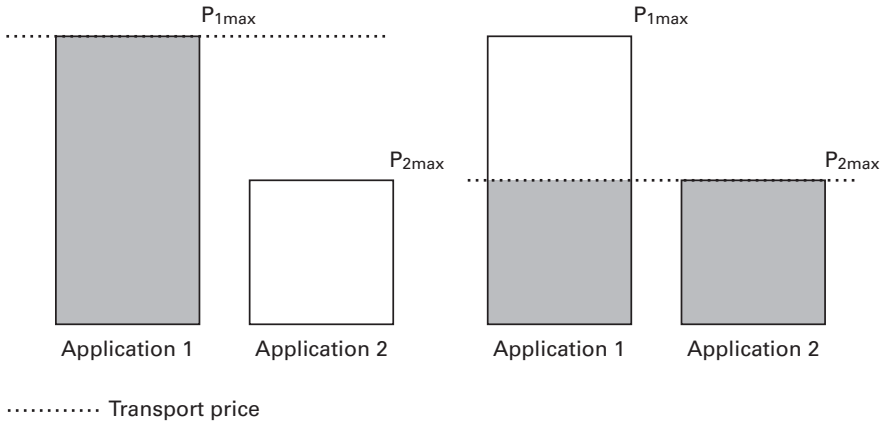 P1max
P1max
P2max
P2max
Application 1
Application 2
Application 1
Application 2
............ Transport price